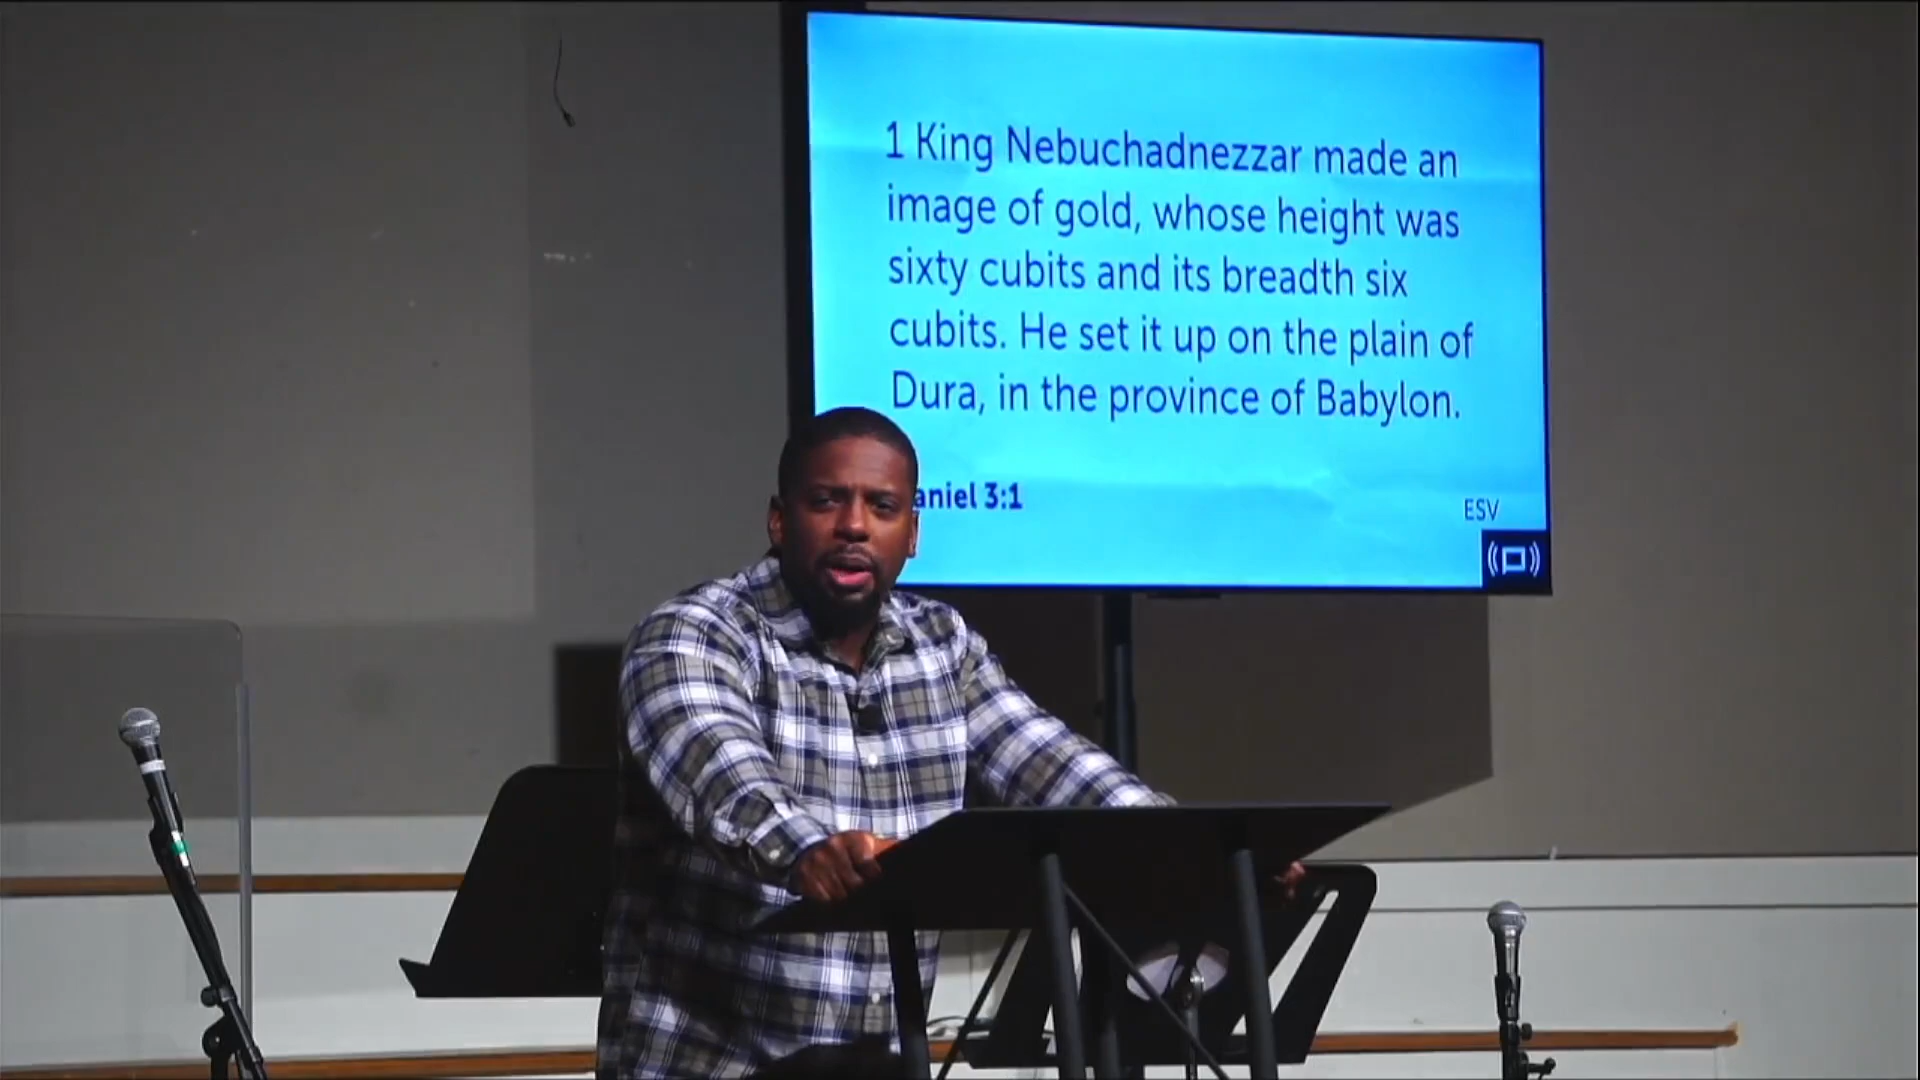 1 King Nebuchadnezzar made an
image of gold, whose height was
sixty cubits and its breadth six
cubits. He set it up on the plain of
Dura, in the province of Babylon.
aniel 3:1
ESV